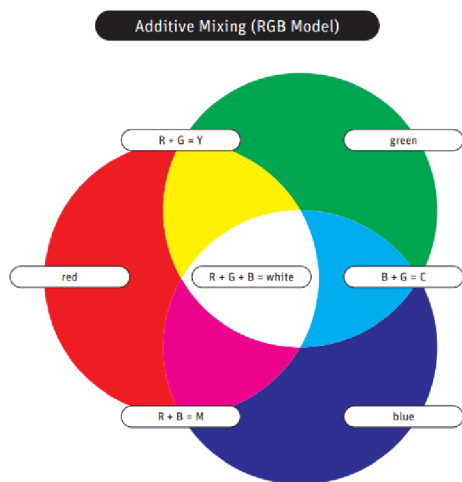 Additive Mixing (RGB Model)
R + G = Y
green
red
R + G + B = white
B + G = C
R + B = M
blue